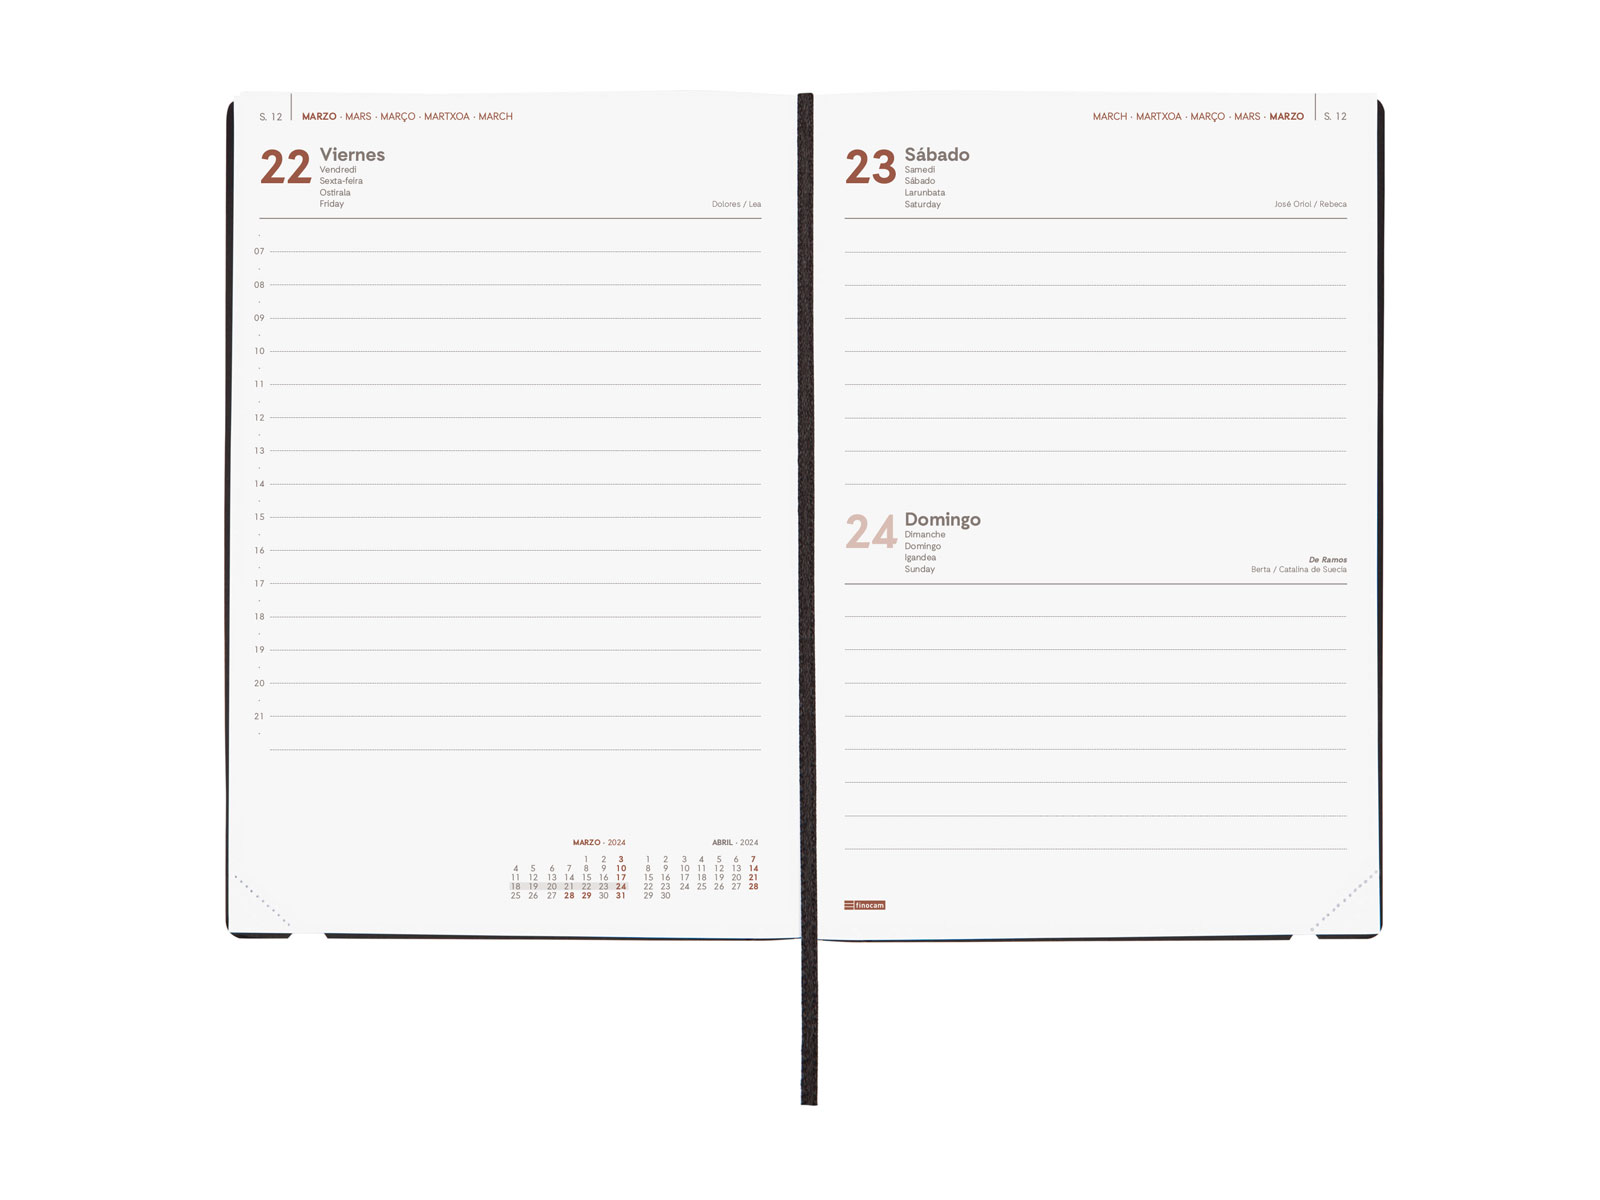 S. 12 MARZO · MARS · MARÇO · MARTXOA · MARCH
22 Viernes
Vendredi
Sexta-feira
Ostirala
Friday
Dolores / Lea
07
08
09
10
11
12
13
14
15
16
17
18
19
20
21
MARZO · 2024
1 2 3
4 5 6 7 8 9 10
11 12 13 14 15 16 17
18 19 20 21 22 23 24
25 26 27 28 29 30 31
ABRIL · 2024
1 2 3 4 5 6 7
8 9 10 11 12 13 14
15 16 17 18 19 20 21
22 23 24 25 26 27 28
29 30
MARCH · MARTXOA · MARÇO · MARS · MARZO S. 12
23 Sábado
Samedi
Sábado
Larunbata
Saturday
José Oriol / Rebeca
24 Domingo
Dimanche
Domingo
Igandea
Sunday
De Ramos
Berta / Catalina de Suecia
finocam